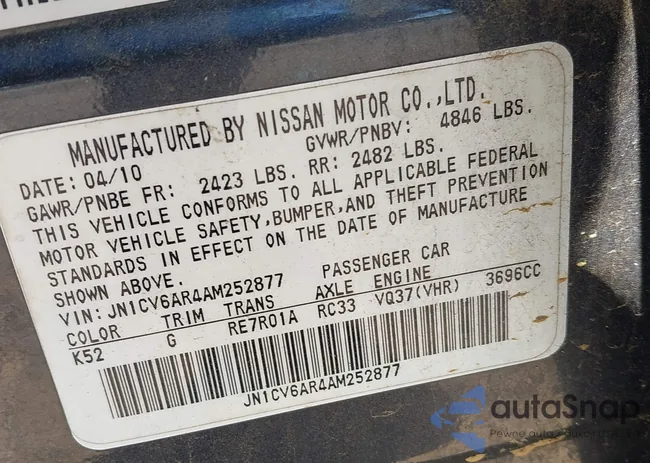 MANUFACTURED BY NISSAN MOTOR CO.,LTD.
DATE: 04/10 GVWR/PNBV: 4846 LBS.
GAWR/PNBE FR: 2423 LBS. RR: 2482 LBS.
THIS VEHICLE CONFORMS TO ALL APPLICABLE FEDERAL
MOTOR VEHICLE SAFETY,BUMPER,AND THEFT PREVENTION
STANDARDS IN EFFECT ON THE DATE OF MANUFACTURE
SHOWN ABOVE.
VIN: JN1CV6AR4AM252877 PASSENGER CAR
COLOR TRIM TRANS AXLE ENGINE
K52 G RE7R01A RC33 VQ37(VHR) 3696CC
JN1CV6AR4AM252877
autaSnap